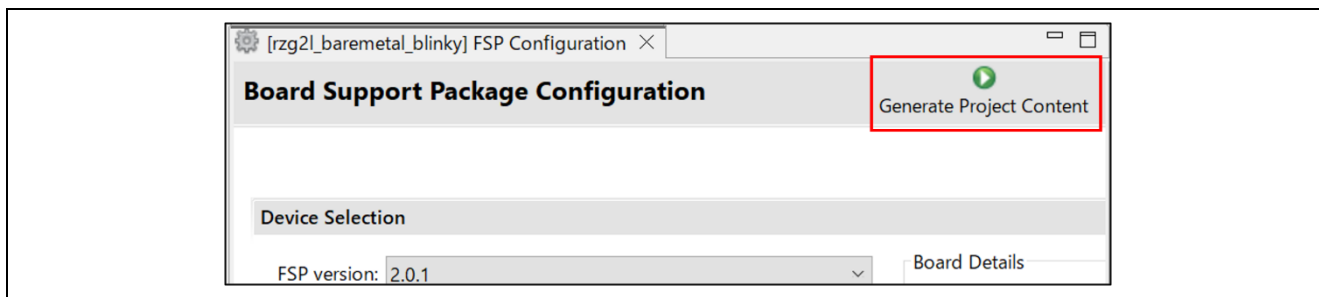 [rzg2l_baremetal_blinky] FSP Configuration
Board Support Package Configuration
Generate Project Content
Device Selection
FSP version: 2.0.1
Board Details